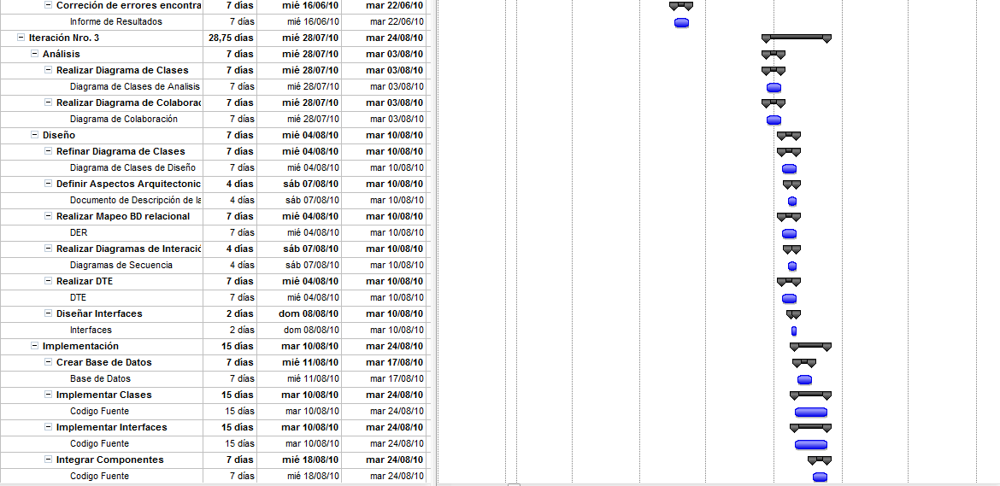 Correción de errores encontra 7 días mié 16/06/10 mar 22/06/10
Informe de Resultados 7 días mié 16/06/10 mar 22/06/10
Iteración Nro. 3 28,75 días mié 28/07/10 mar 24/08/10
Análisis 7 días mié 28/07/10 mar 03/08/10
Realizar Diagrama de Clases 7 días mié 28/07/10 mar 03/08/10
Diagrama de Clases de Analisis 7 días mié 28/07/10 mar 03/08/10
Realizar Diagrama de Colaborac 7 días mié 28/07/10 mar 03/08/10
Diagrama de Colaboración 7 días mié 28/07/10 mar 03/08/10
Diseño 7 días mié 04/08/10 mar 10/08/10
Refinar Diagrama de Clases 7 días mié 04/08/10 mar 10/08/10
Diagrama de Clases de Diseño 7 días mié 04/08/10 mar 10/08/10
Definir Aspectos Arquitectonic 4 días sáb 07/08/10 mar 10/08/10
Documento de Descripción de la 4 días sáb 07/08/10 mar 10/08/10
Realizar Mapeo BD relacional 7 días mié 04/08/10 mar 10/08/10
DER 7 días mié 04/08/10 mar 10/08/10
Realizar Diagramas de Interacić 4 días sáb 07/08/10 mar 10/08/10
Diagramas de Secuencia 4 días sáb 07/08/10 mar 10/08/10
Realizar DTE 7 días mié 04/08/10 mar 10/08/10
DTE 7 días mié 04/08/10 mar 10/08/10
Diseñar Interfaces 2 días dom 08/08/10 mar 10/08/10
Interfaces 2 días dom 08/08/10 mar 10/08/10
Implementación 15 días mar 10/08/10 mar 24/08/10
Crear Base de Datos 7 días mié 11/08/10 mar 17/08/10
Base de Datos 7 días mié 11/08/10 mar 17/08/10
Implementar Clases 15 días mar 10/08/10 mar 24/08/10
Codigo Fuente 15 días mar 10/08/10 mar 24/08/10
Implementar Interfaces 15 días mar 10/08/10 mar 24/08/10
Codigo Fuente 15 días mar 10/08/10 mar 24/08/10
Integrar Componentes 7 días mié 18/08/10 mar 24/08/10
Codigo Fuente 7 días mié 18/08/10 mar 24/08/10